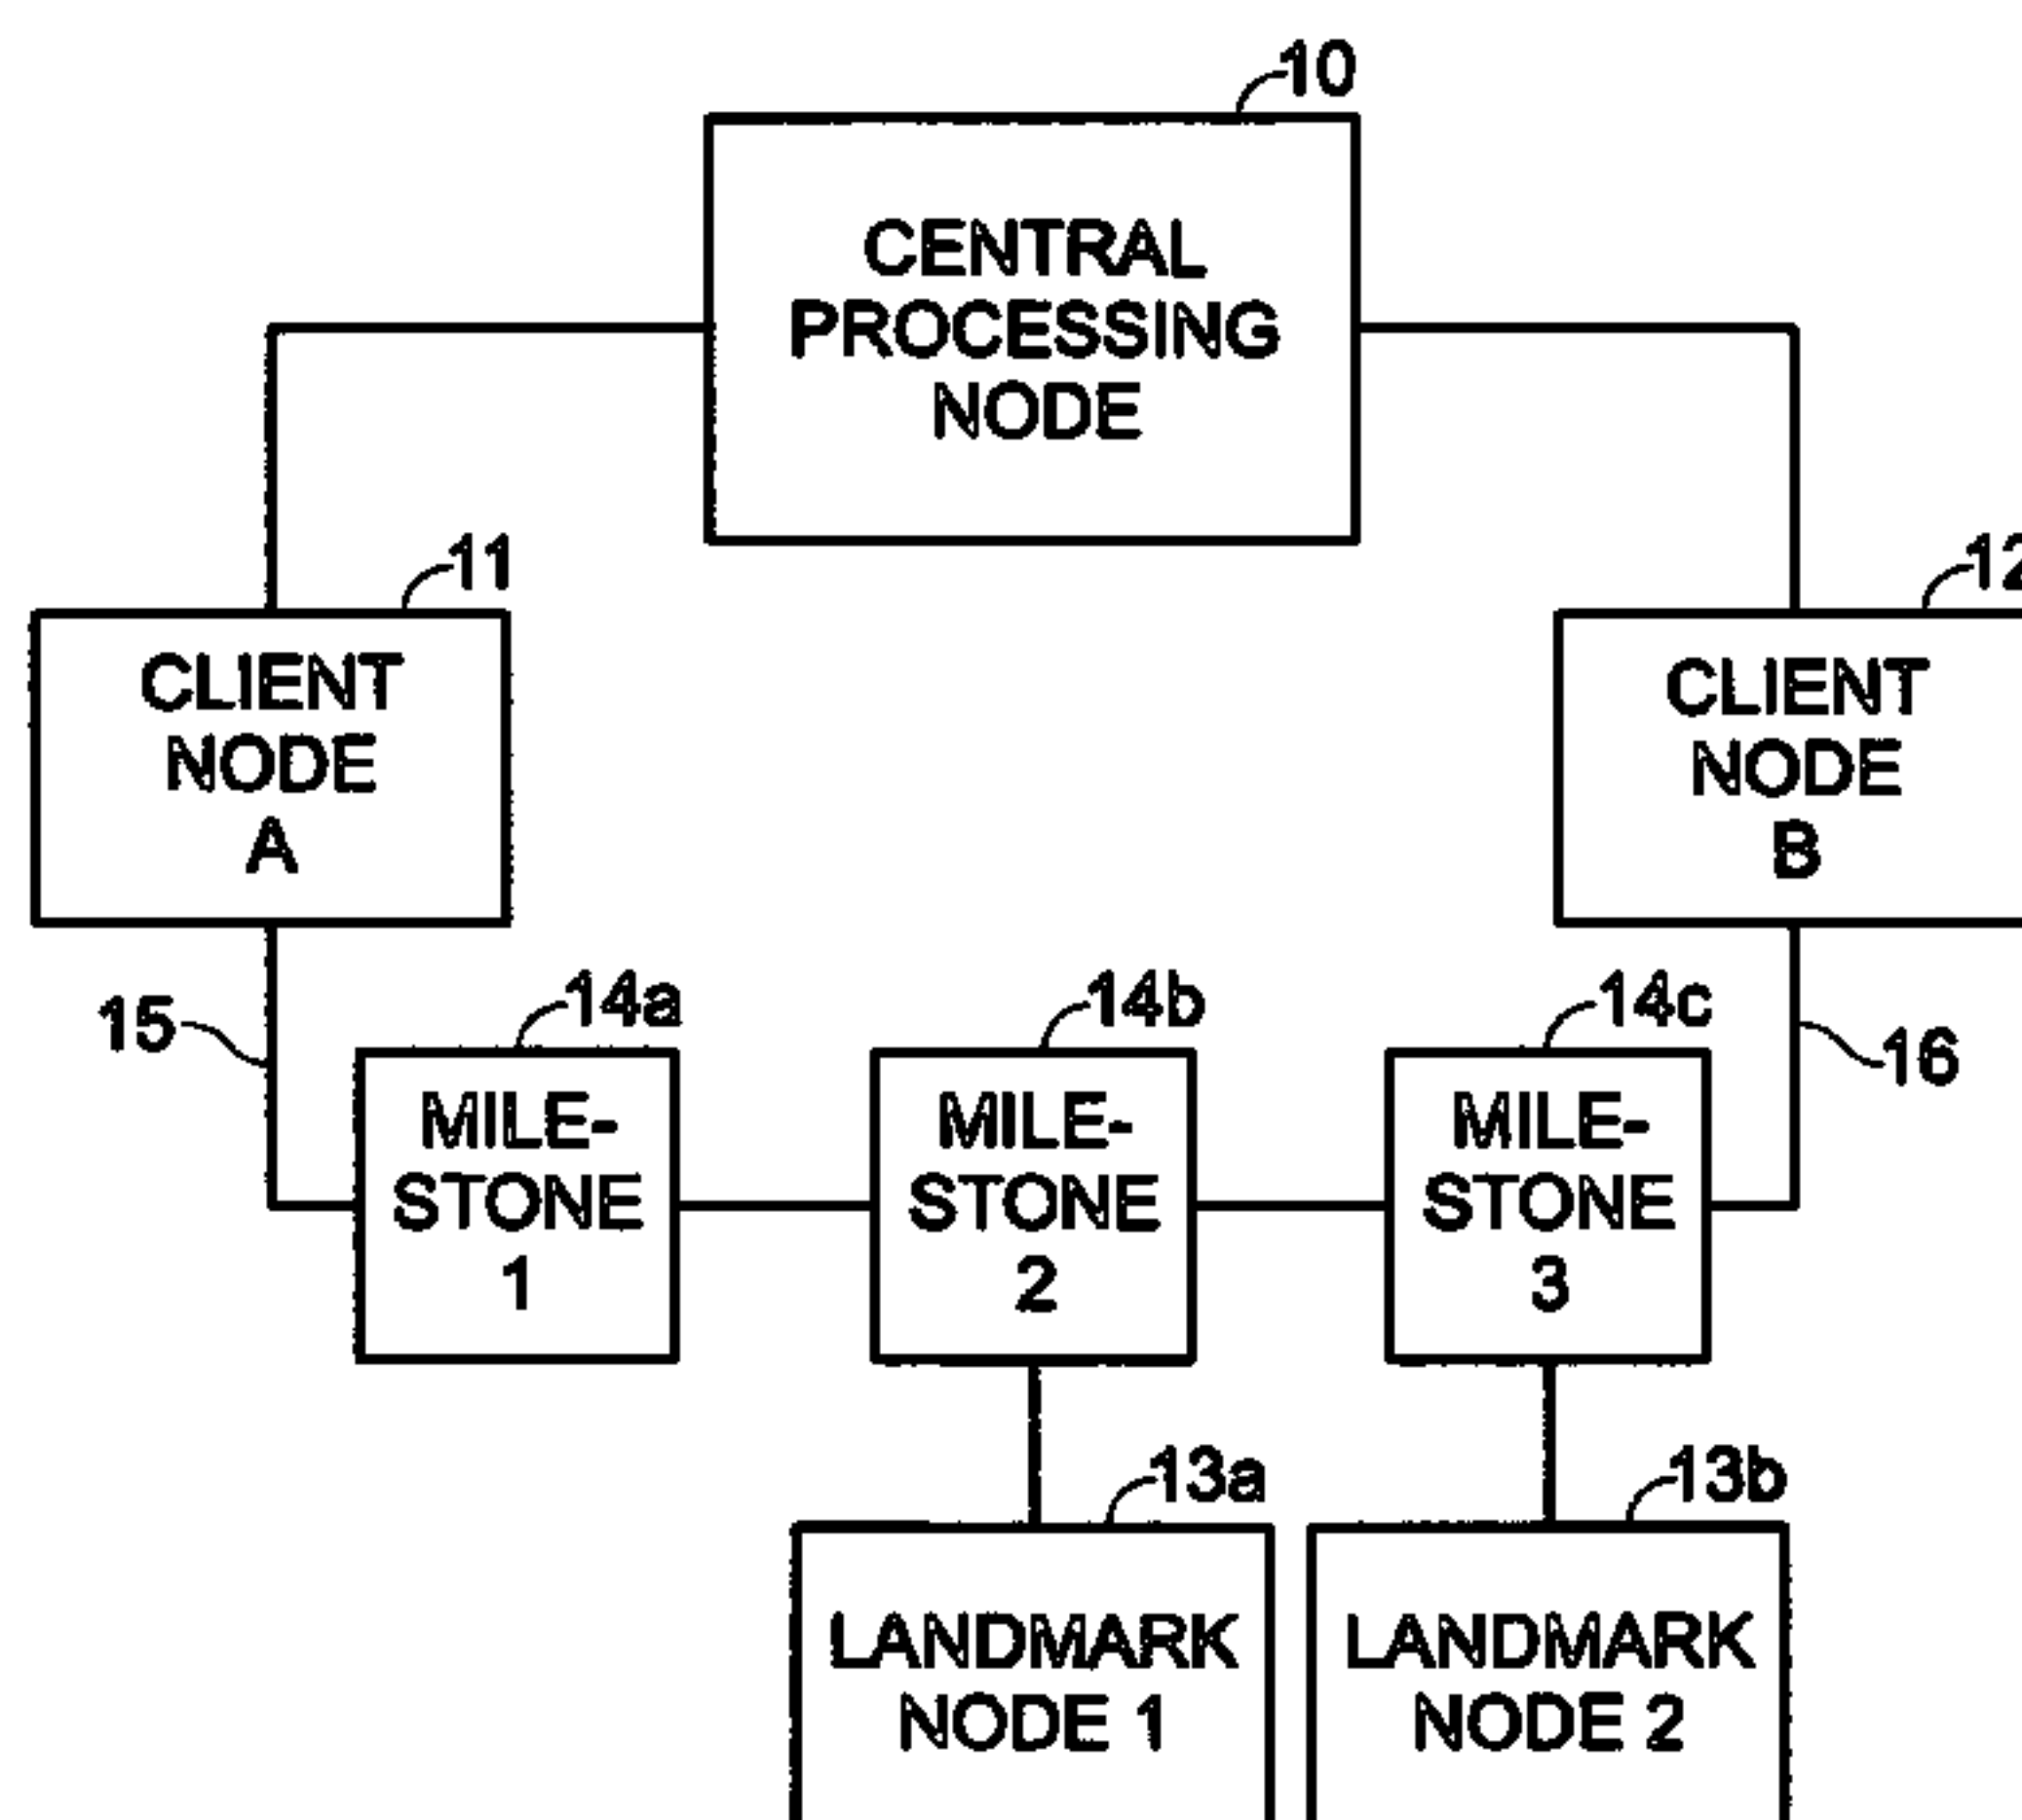 10
CENTRAL
PROCESSING
NODE
11
CLIENT
NODE
A
12
CLIENT
NODE
B
15
14a
MILE-
STONE
1
14b
MILE-
STONE
2
14c
MILE-
STONE
3
16
13a
LANDMARK
NODE 1
13b
LANDMARK
NODE 2